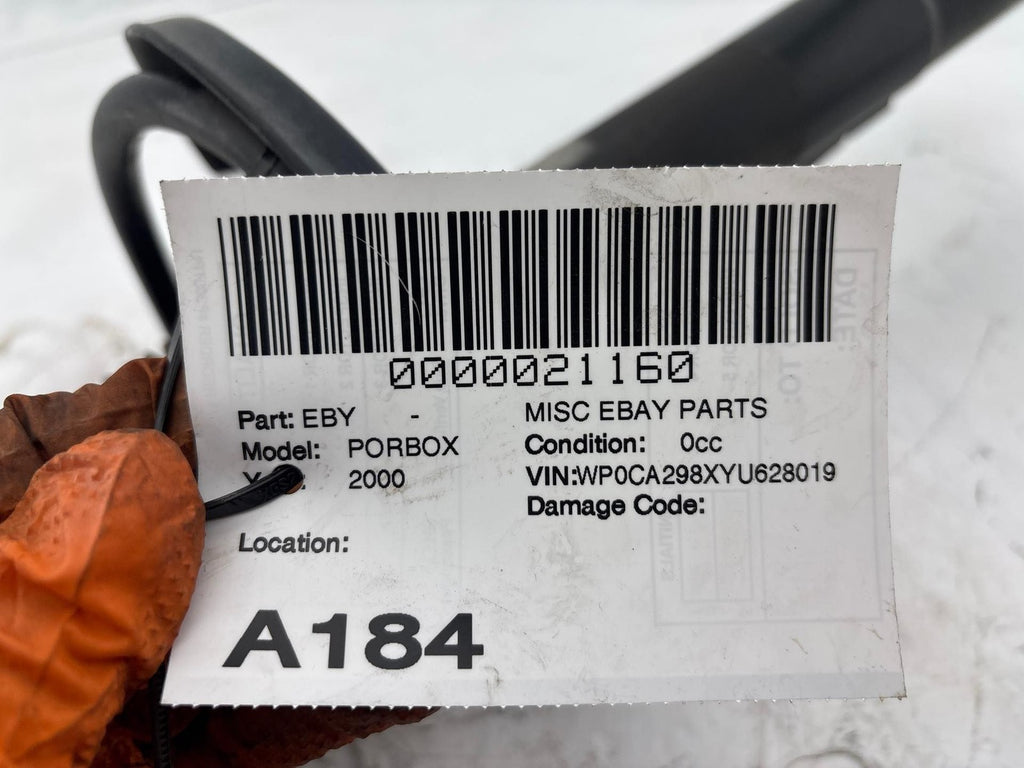 0000021160
Part: EBY - MISC EBAY PARTS
Model: PORBOX Condition: 0cc
2000 VIN:WP0CA298XYU628019
Damage Code:
Location:
A184